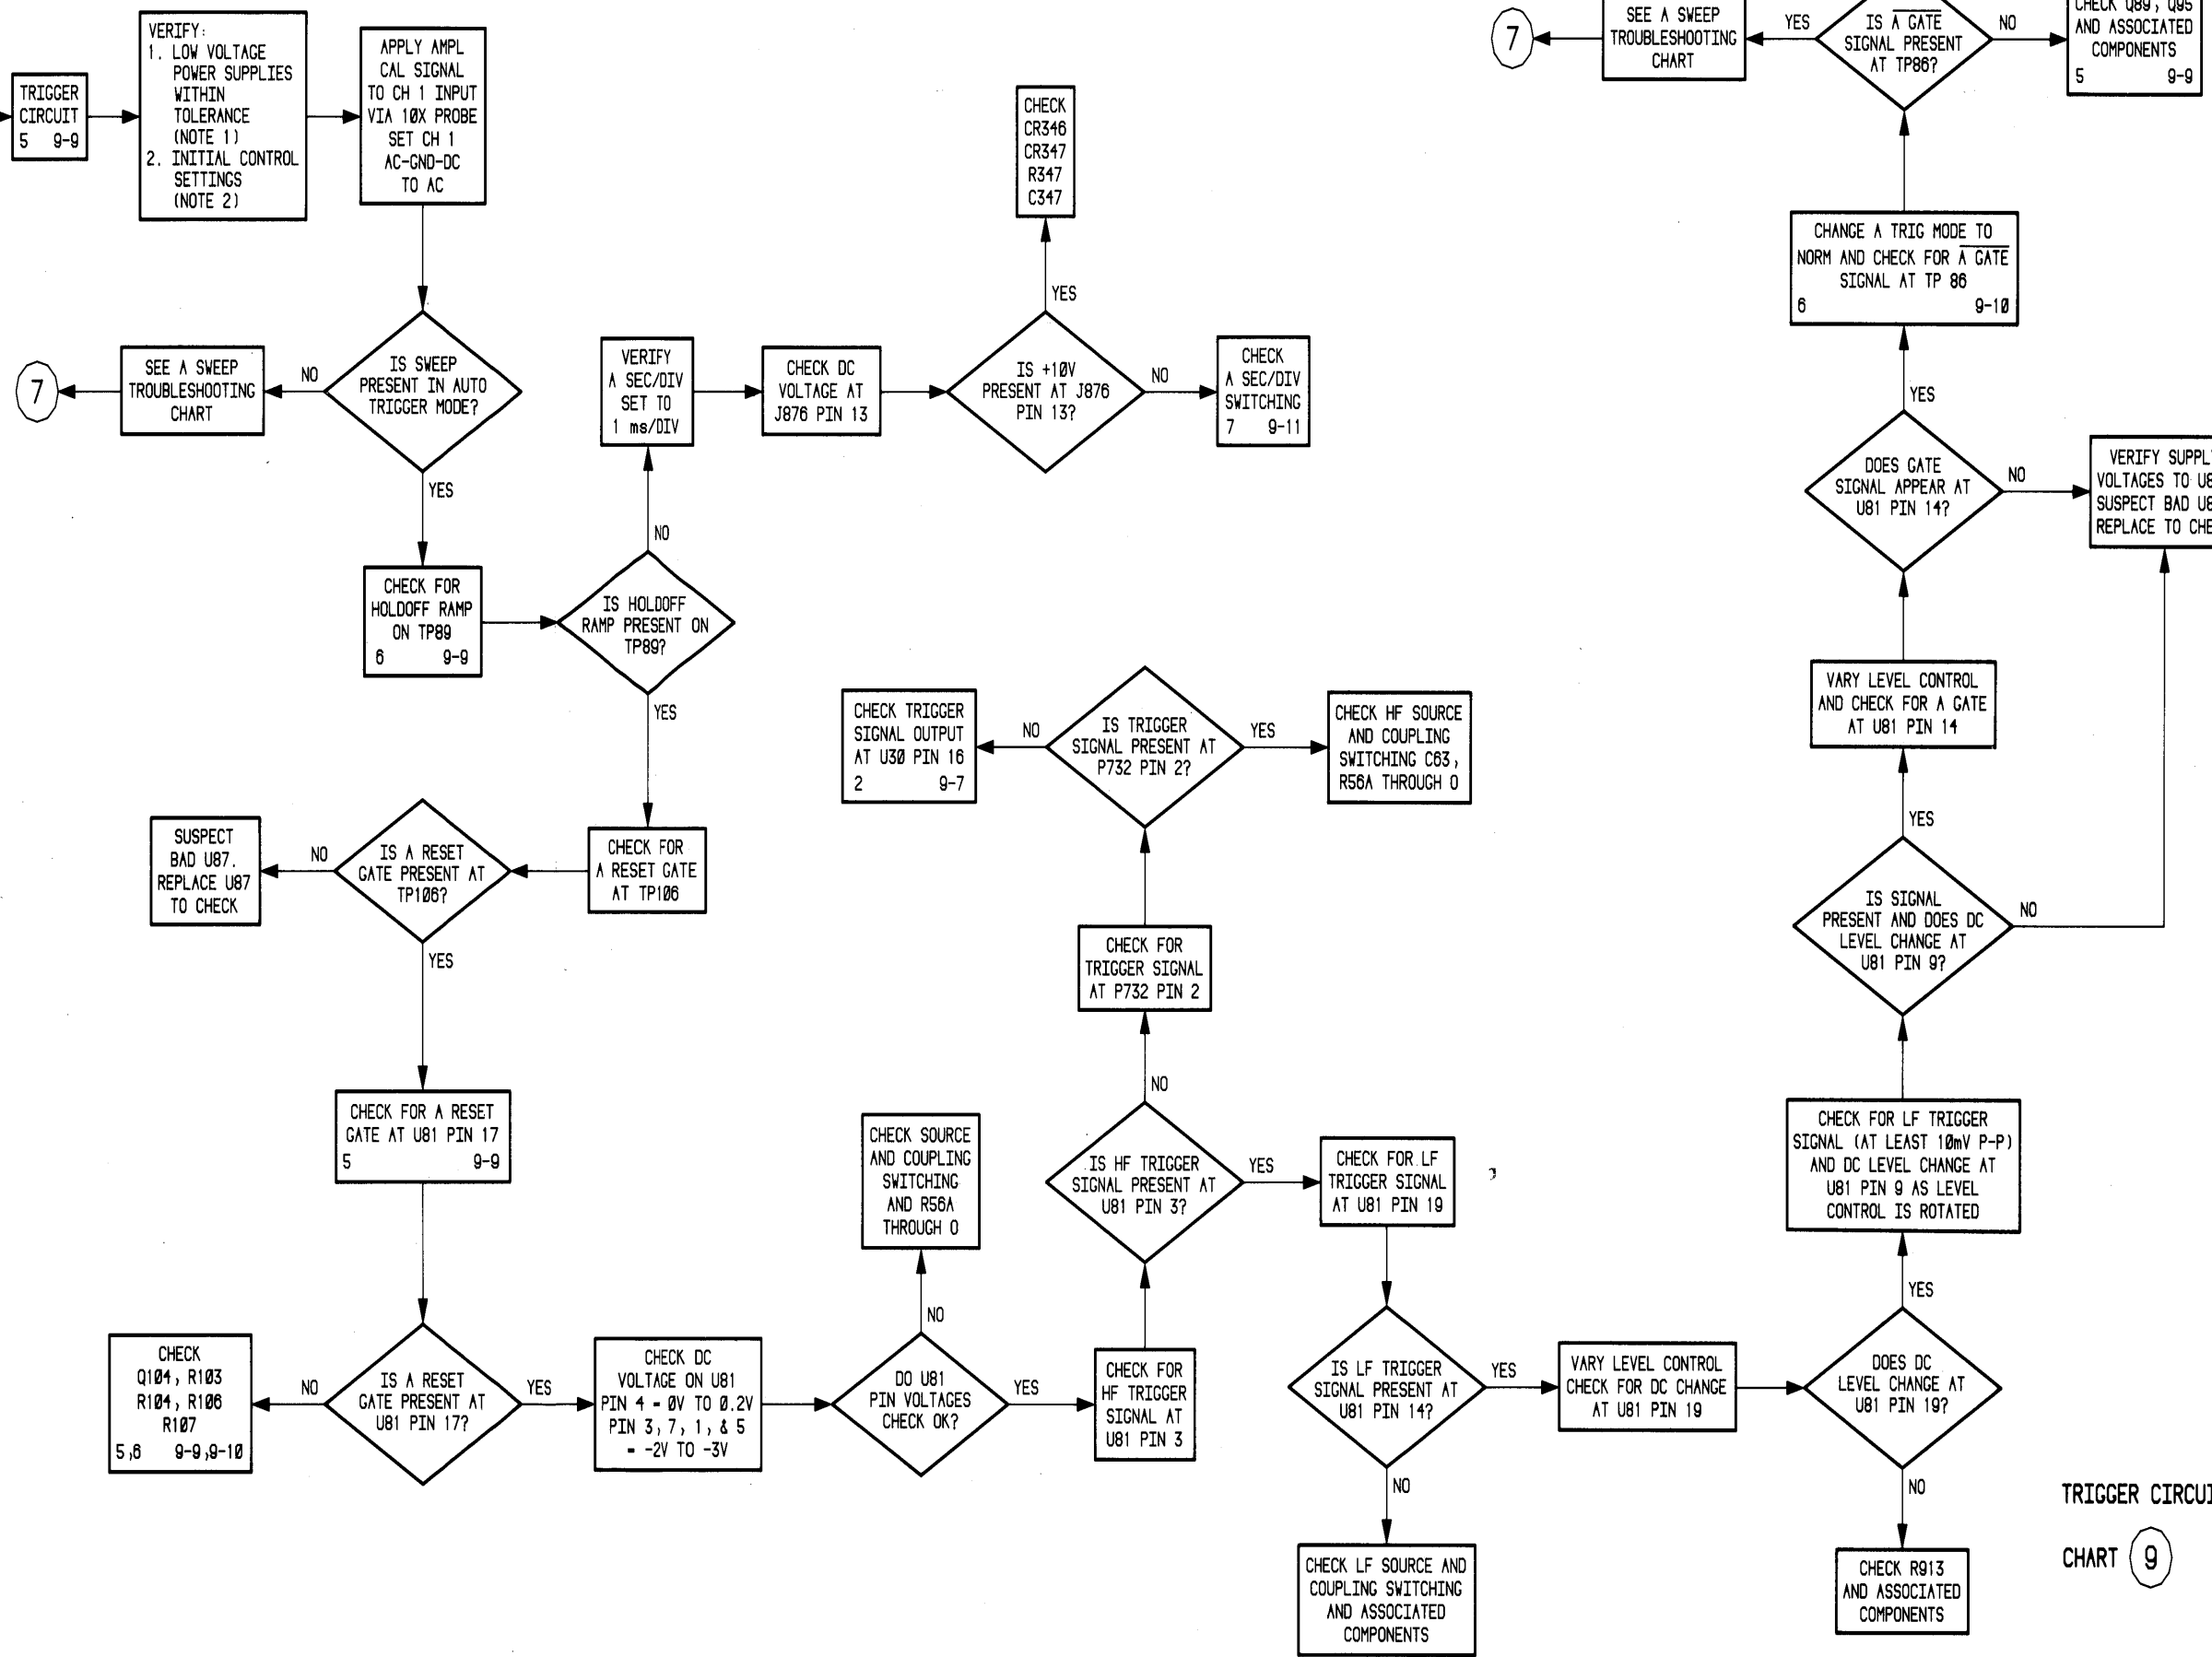 TRIGGER
CIRCUIT
5 9-9
VERIFY:
1. LOW VOLTAGE
POWER SUPPLIES
WITHIN
TOLERANCE
(NOTE 1)
2. INITIAL CONTROL
SETTINGS
(NOTE 2)
APPLY AMPL
CAL SIGNAL
TO CH 1 INPUT
VIA 10X PROBE
SET CH 1
AC-GND-DC
TO AC
IS SWEEP
PRESENT IN AUTO
TRIGGER MODE?
NO
YES
SEE A SWEEP
TROUBLESHOOTING
CHART
7
CHECK FOR
HOLDOFF RAMP
ON TP89
6 9-9
IS HOLDOFF
RAMP PRESENT ON
TP89?
NO
YES
VERIFY
A SEC/DIV
SET TO
1 ms/DIV
CHECK DC
VOLTAGE AT
J876 PIN 13
IS +10V
PRESENT AT J876
PIN 13?
YES
NO
CHECK
CR346
CR347
R347
C347
CHECK
A SEC/DIV
SWITCHING
7 9-11
CHECK FOR
A RESET GATE
AT TP106
IS A RESET
GATE PRESENT AT
TP106?
NO
YES
SUSPECT
BAD U87.
REPLACE U87
TO CHECK
CHECK FOR A RESET
GATE AT U81 PIN 17
5 9-9
IS A RESET
GATE PRESENT AT
U81 PIN 17?
NO
YES
CHECK
Q104, R103
R104, R106
R107
5,6 9-9,9-10
CHECK DC
VOLTAGE ON U81
PIN 4 = 0V TO 0.2V
PIN 3, 7, 1, & 5
= -2V TO -3V
DO U81
PIN VOLTAGES
CHECK OK?
NO
YES
CHECK SOURCE
AND COUPLING
SWITCHING
AND R56A
THROUGH O
CHECK FOR
HF TRIGGER
SIGNAL AT
U81 PIN 3
IS HF TRIGGER
SIGNAL PRESENT AT
U81 PIN 3?
NO
YES
CHECK FOR
TRIGGER SIGNAL
AT P732 PIN 2
IS TRIGGER
SIGNAL PRESENT AT
P732 PIN 2?
NO
YES
CHECK TRIGGER
SIGNAL OUTPUT
AT U30 PIN 16
2 9-7
CHECK HF SOURCE
AND COUPLING
SWITCHING C63,
R56A THROUGH O
CHECK FOR LF
TRIGGER SIGNAL
AT U81 PIN 19
IS LF TRIGGER
SIGNAL PRESENT AT
U81 PIN 14?
YES
NO
CHECK LF SOURCE AND
COUPLING SWITCHING
AND ASSOCIATED
COMPONENTS
VARY LEVEL CONTROL
CHECK FOR DC CHANGE
AT U81 PIN 19
DOES DC
LEVEL CHANGE AT
U81 PIN 19?
YES
NO
CHECK R913
AND ASSOCIATED
COMPONENTS
CHECK FOR LF TRIGGER
SIGNAL (AT LEAST 10mV P-P)
AND DC LEVEL CHANGE AT
U81 PIN 9 AS LEVEL
CONTROL IS ROTATED
IS SIGNAL
PRESENT AND DOES DC
LEVEL CHANGE AT
U81 PIN 9?
YES
NO
VARY LEVEL CONTROL
AND CHECK FOR A GATE
AT U81 PIN 14
DOES GATE
SIGNAL APPEAR AT
U81 PIN 14?
YES
NO
VERIFY SUPPL
VOLTAGES TO U8
SUSPECT BAD U8
REPLACE TO CHE
CHANGE A TRIG MODE TO
NORM AND CHECK FOR A GATE
SIGNAL AT TP 86
6 9-10
IS A GATE
SIGNAL PRESENT
AT TP86?
YES
NO
SEE A SWEEP
TROUBLESHOOTING
CHART
7
CHECK Q89, Q95
AND ASSOCIATED
COMPONENTS
5 9-9
TRIGGER CIRCUI
CHART 9